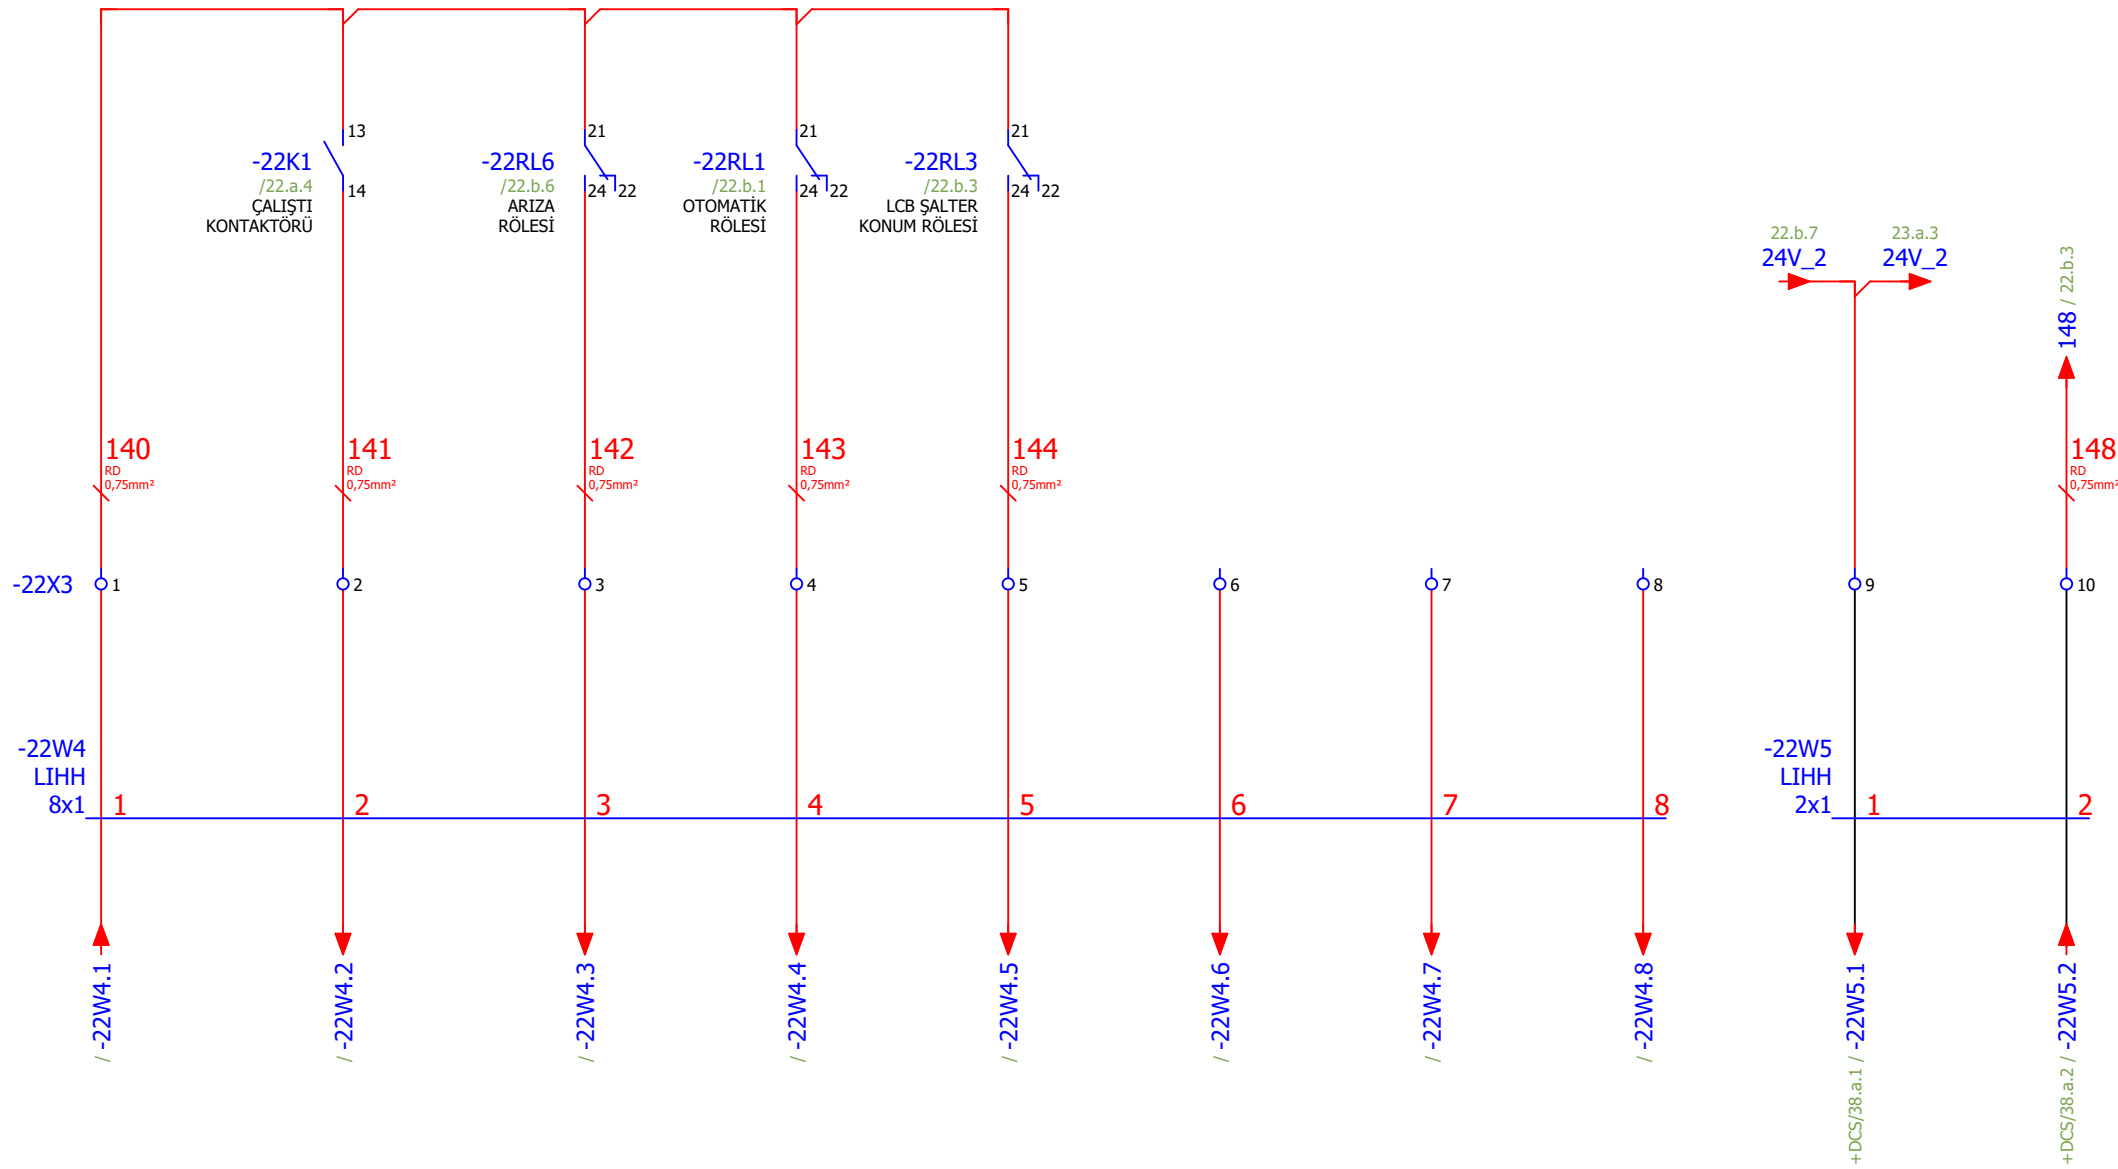 13
-22K1
/22.a.4
14
ÇALIŞTI
KONTAKTÖRÜ
21
-22RL6
/22.b.6
24 22
ARIZA
RÖLESİ
21
-22RL1
/22.b.1
24 22
OTOMATİK
RÖLESİ
21
-22RL3
/22.b.3
24 22
LCB ŞALTER
KONUM RÖLESİ
22.b.7
24V_2
23.a.3
24V_2
148 / 22.b.3
140
RD
0,75mm²
141
RD
0,75mm²
142
RD
0,75mm²
143
RD
0,75mm²
144
RD
0,75mm²
148
RD
0,75mm²
-22X3 1 2 3 4 5 6 7 8 9 10
-22W4
LIHH
8x1 1 2 3 4 5 6 7 8
-22W5
LIHH
2x1 1 2
/ -22W4.1
/ -22W4.2
/ -22W4.3
/ -22W4.4
/ -22W4.5
/ -22W4.6
/ -22W4.7
/ -22W4.8
+DCS/38.a.1 / -22W5.1
+DCS/38.a.2 / -22W5.2